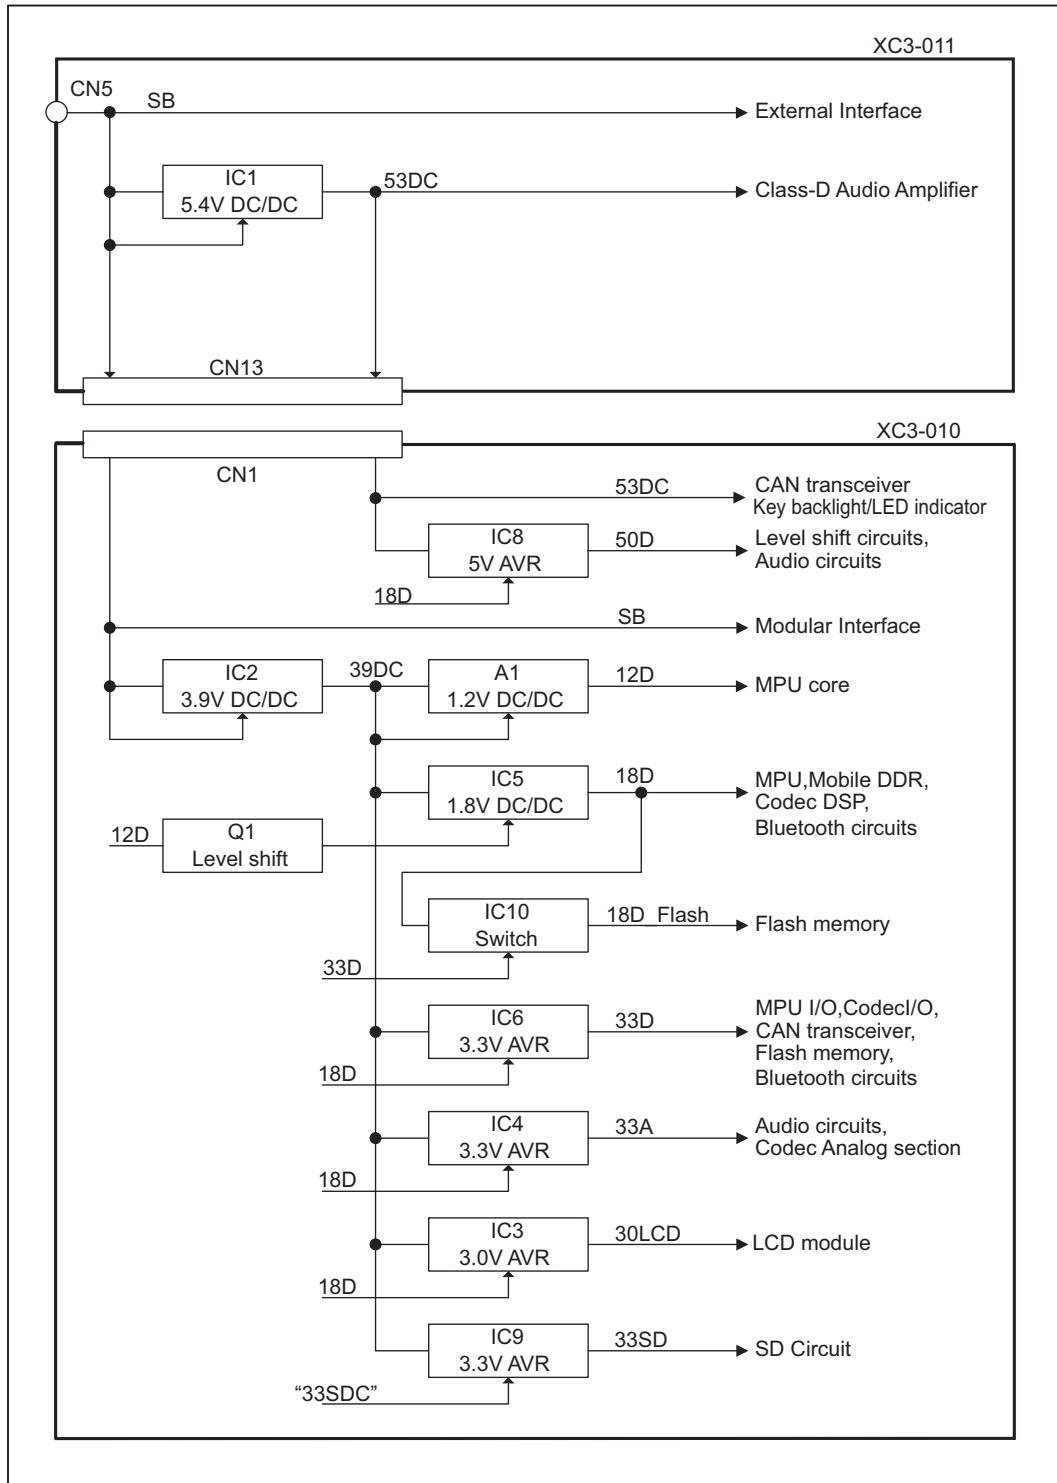 XC3-011
CN5
SB
External Interface
IC1
5.4V DC/DC
53DC
Class-D Audio Amplifier
CN13
XC3-010
CN1
53DC
CAN transceiver
Key backlight/LED indicator
IC8
5V AVR
50D
Level shift circuits,
Audio circuits
18D
SB
Modular Interface
IC2
3.9V DC/DC
39DC
A1
1.2V DC/DC
12D
MPU core
IC5
1.8V DC/DC
18D
MPU,Mobile DDR,
Codec DSP,
Bluetooth circuits
12D
Q1
Level shift
IC10
Switch
18D_Flash
Flash memory
33D
IC6
3.3V AVR
33D
MPU I/O,CodecI/O,
CAN transceiver,
Flash memory,
Bluetooth circuits
18D
IC4
3.3V AVR
33A
Audio circuits,
Codec Analog section
18D
IC3
3.0V AVR
30LCD
LCD module
18D
IC9
3.3V AVR
33SD
SD Circuit
“33SDC”